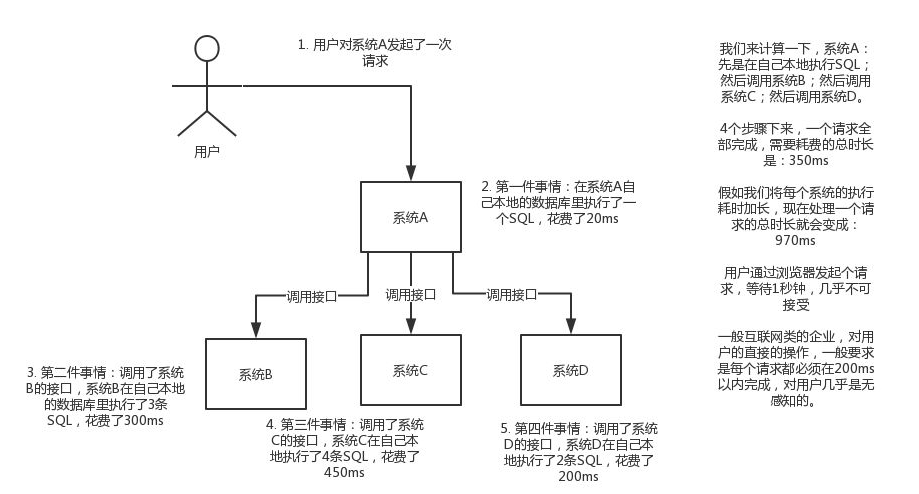 1. 用户对系统A发起了一次
请求
用户
系统A
2. 第一件事情：在系统A自
己本地的数据库里执行了一
个SQL，花费了20ms
调用接口
调用接口
调用接口
系统B
系统C
系统D
3. 第二件事情：调用了系统
B的接口，系统B在自己本地
的数据库里执行了3条
SQL，花费了300ms
4. 第三件事情：调用了系统
C的接口，系统C在自己本
地执行了4条SQL，花费了
450ms
5. 第四件事情：调用了系统
D的接口，系统D在自己本
地执行了2条SQL，花费了
200ms
我们来计算一下，系统A：
先是在自己本地执行SQL；
然后调用系统B；然后调用
系统C；然后调用系统D。
4个步骤下来，一个请求全
部完成，需要耗费的总时长
是：350ms
假如我们将每个系统的执行
耗时加长，现在处理一个请
求的总时长就会变成：
970ms
用户通过浏览器发起个请
求，等待1秒钟，几乎不可
接受
一般互联网类的企业，对用
户的直接的操作，一般要求
是每个请求都必须在200ms
以内完成，对用户几乎是无
感知的。